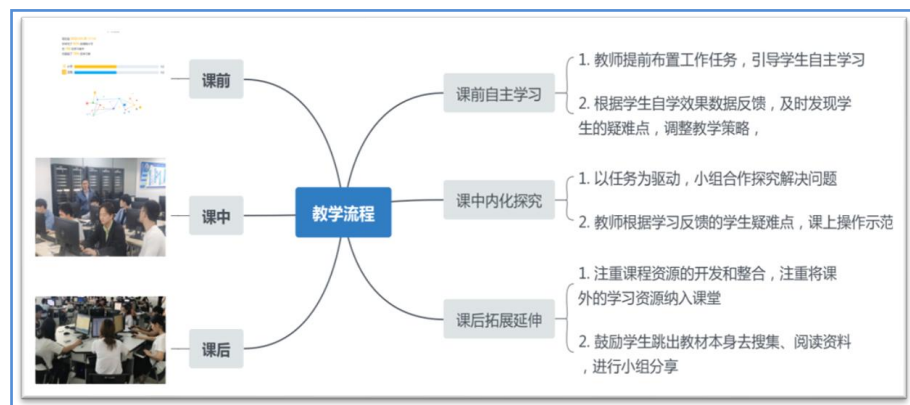 课前
课中
课后
教学流程
课前自主学习
1. 教师提前布置工作任务，引导学生自主学习
2. 根据学生自学效果数据反馈，及时发现学
生的疑难点，调整教学策略，
课中内化探究
1. 以任务为驱动，小组合作探究解决问题
2. 教师根据学习反馈的学生疑难点，课上操作示范
课后拓展延伸
1. 注重课程资源的开发和整合，注重将课
外的学习资源纳入课堂
2. 鼓励学生跳出教材本身去搜集、阅读资料
，进行小组分享